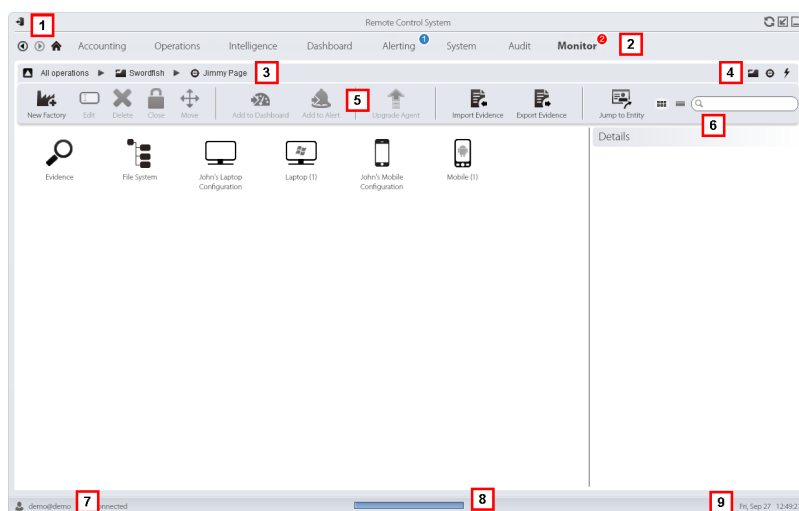 Remote Control System
1
Accounting Operations Intelligence Dashboard Alerting 1 System Audit Monitor 2 2
All operations Swordfish Jimmy Page 3 4
New Factory Edit Delete Close Move Add to Dashboard Add to Alert 5 Upgrade Agent Import Evidence Export Evidence Jump to Entity
6
Details
Evidence File System John's Laptop Configuration Laptop (1) John's Mobile Configuration Mobile (1)
demo@demo 7 8 9 Fri, Sep 27